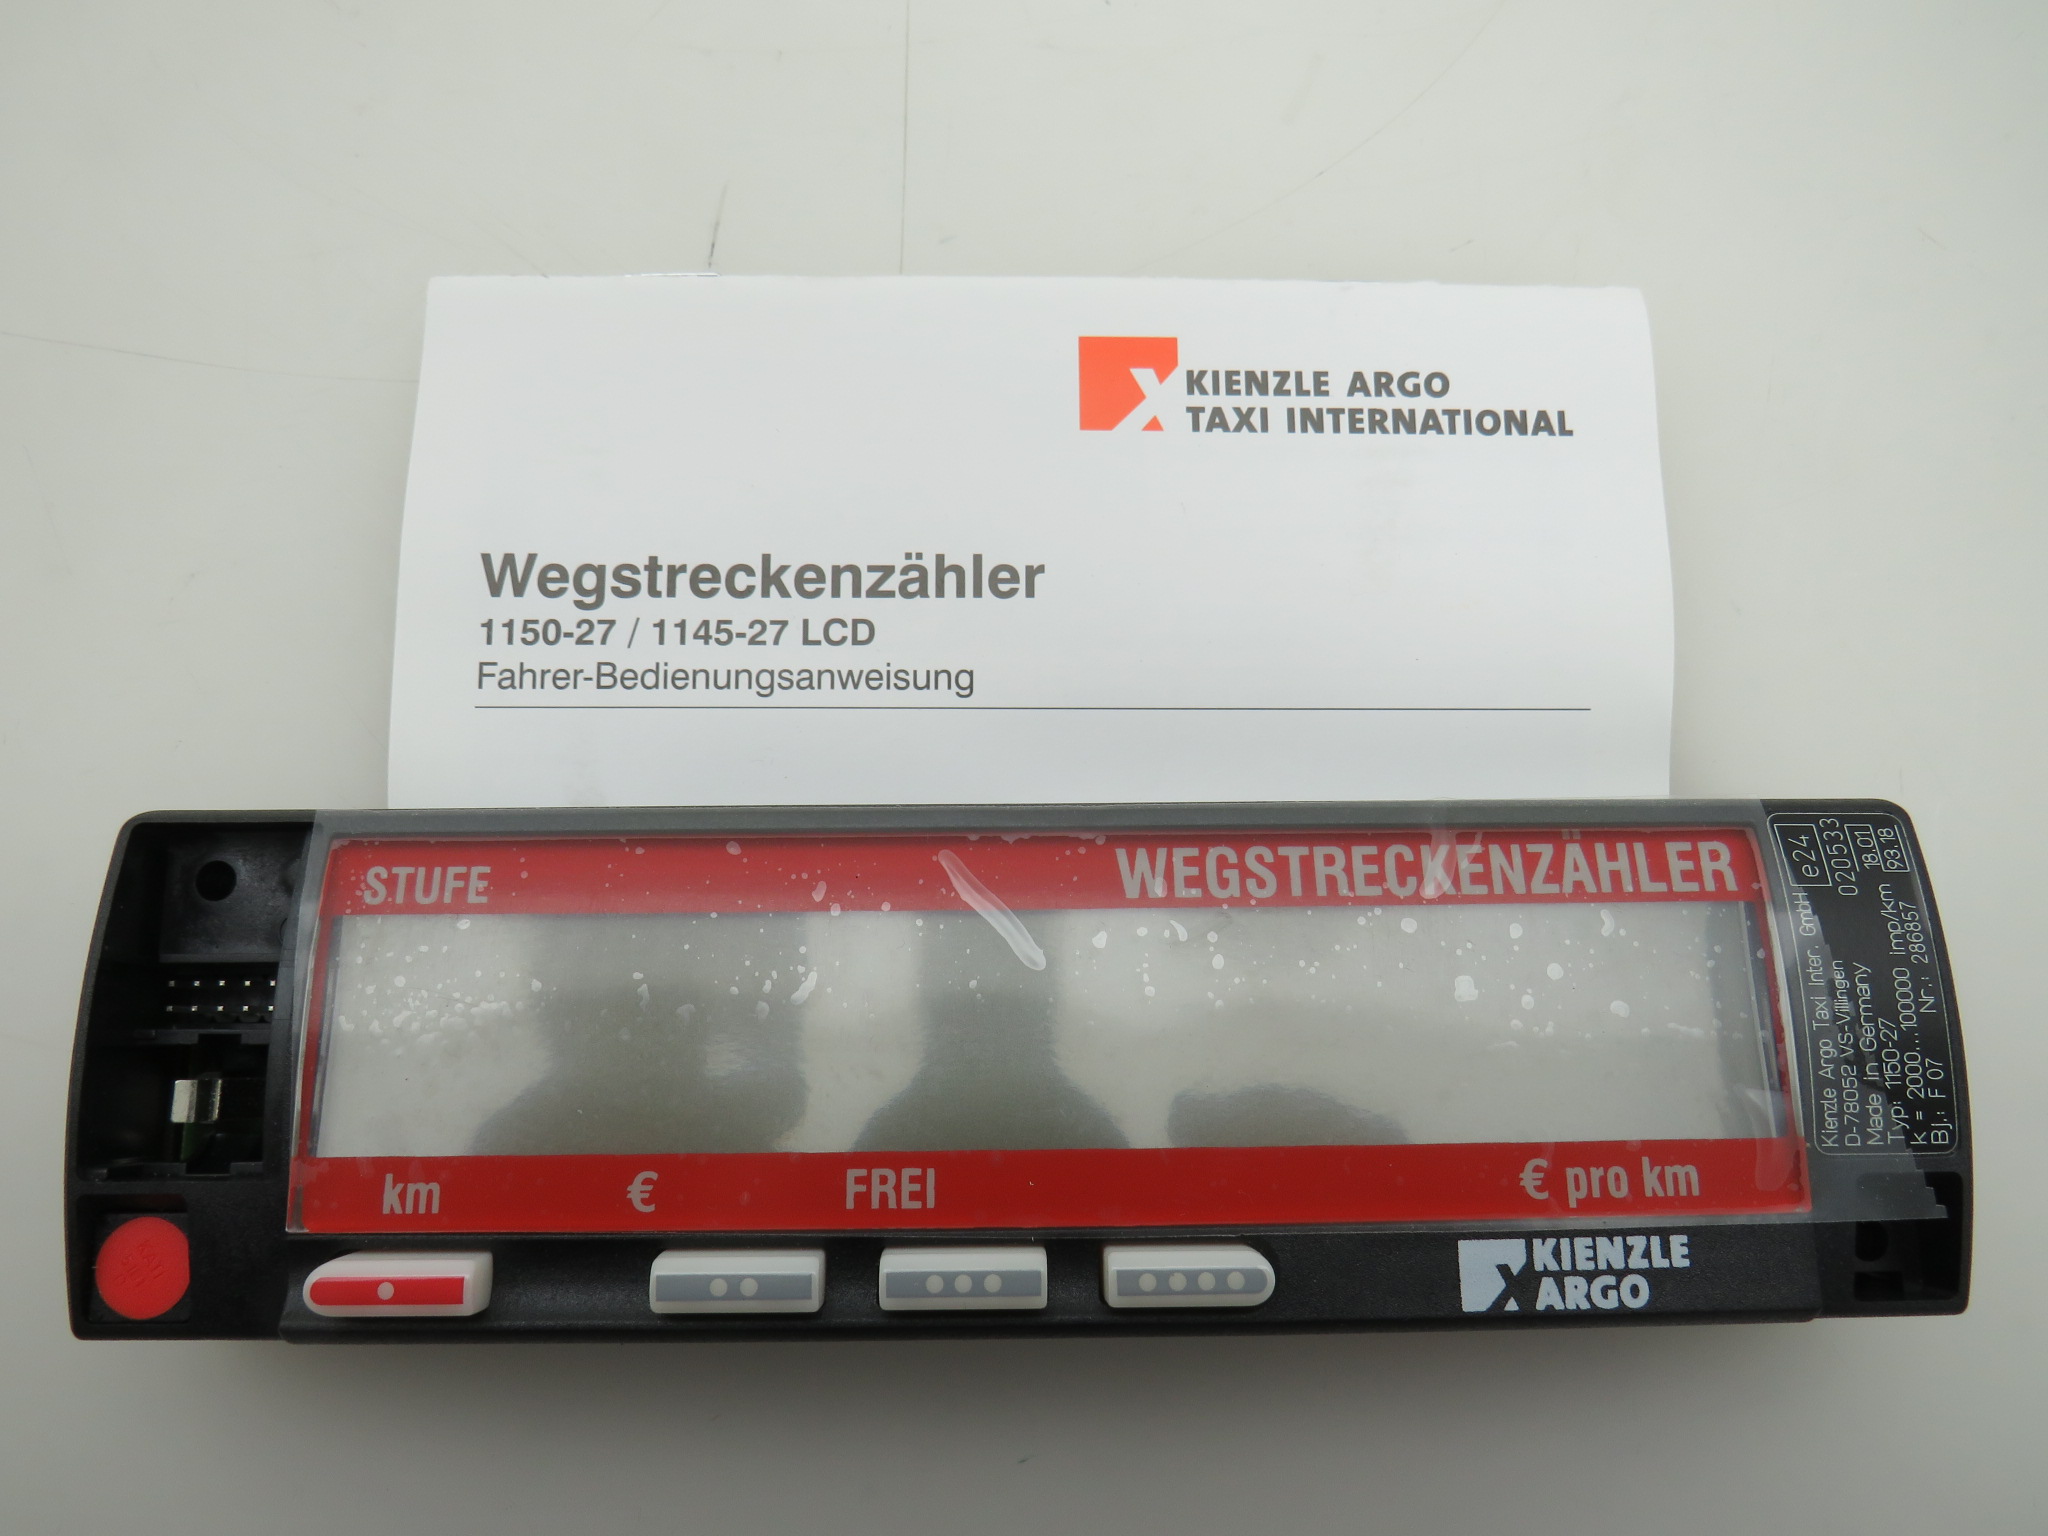 KIENZLE ARGO
TAXI INTERNATIONAL
Wegstreckenzähler
1150-27 / 1145-27 LCD
Fahrer-Bedienungsanweisung
STUFE
WEGSTRECKENZÄHLER
km
€
FREI
€ pro km
KIENZLE
ARGO
Kienzle Argo Taxi Inter. GmbH e24
D-78052 VS-Villingen 020533
Made in Germany 18.01
Typ: 1150-27 93.18
K = 2000...100000 Imp/km
Bj.: F 07 Nr.: 286857